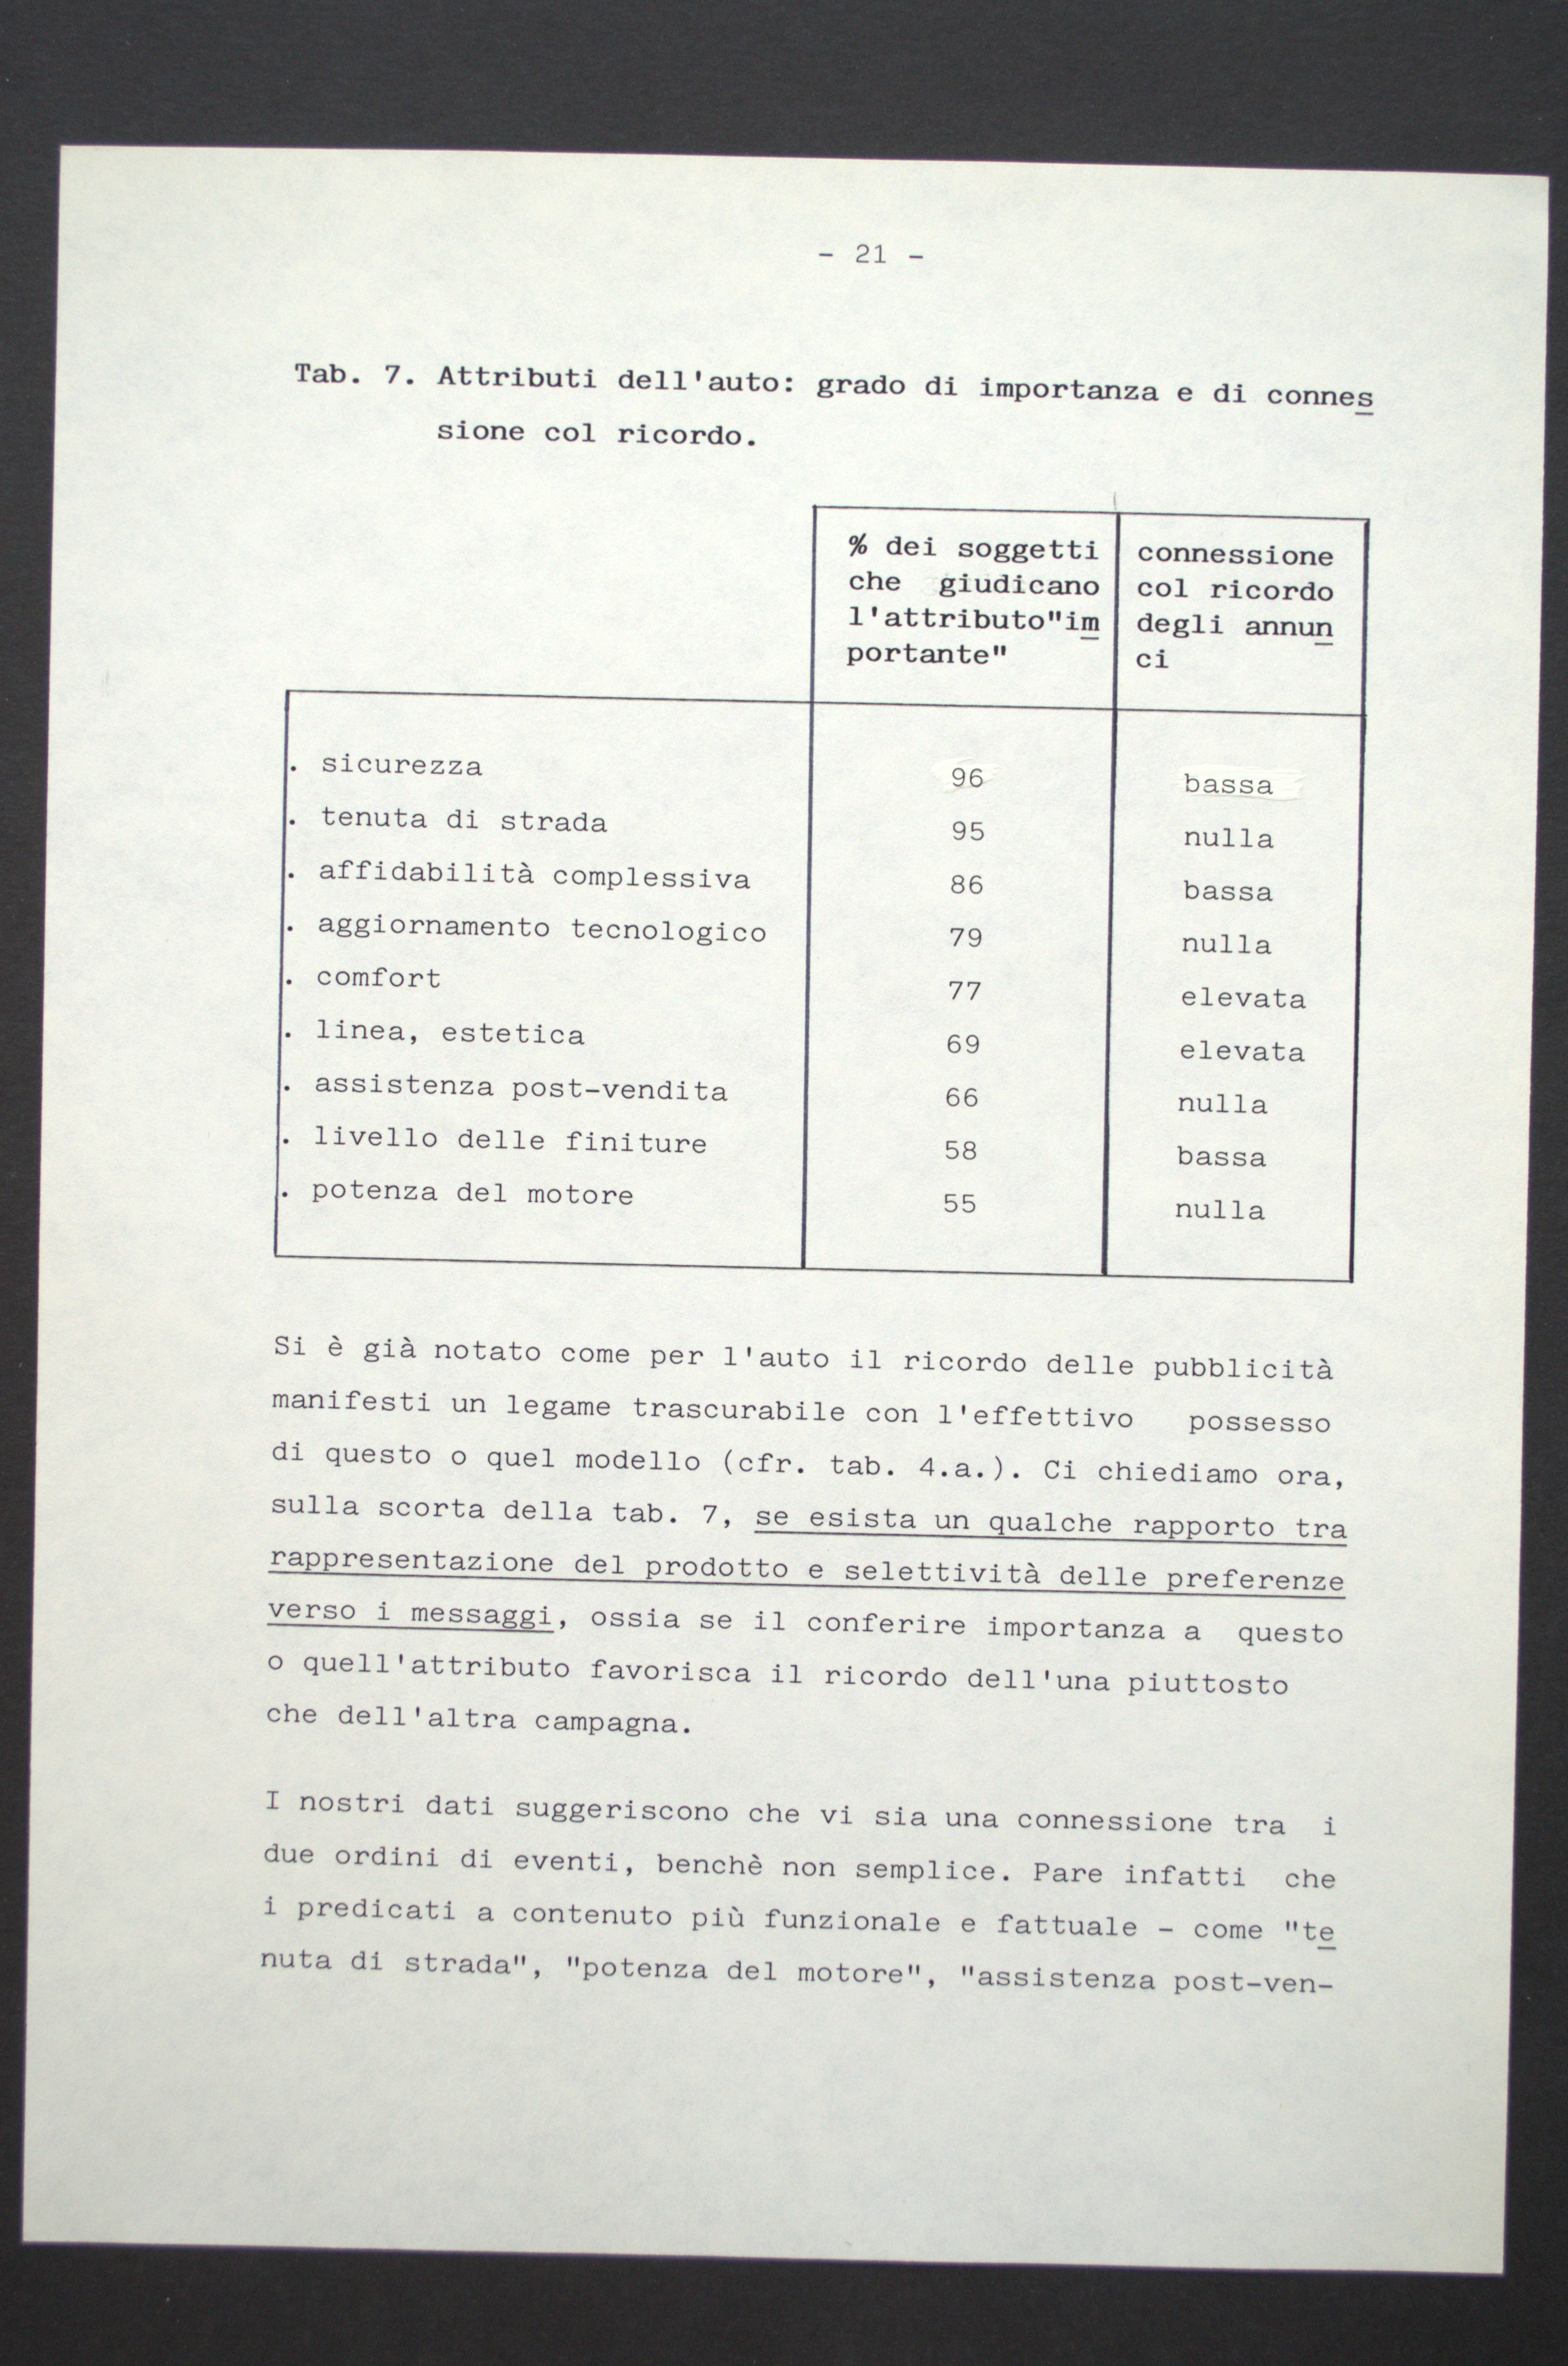 - 21 -
Tab. 7. Attributi dell'auto: grado di importanza e di connes
sione col ricordo.
% dei soggetti
che giudicano
l'attributo"im
portante"
connessione
col ricordo
degli annun
ci
. sicurezza 96 bassa
. tenuta di strada 95 nulla
. affidabilità complessiva 86 bassa
. aggiornamento tecnologico 79 nulla
. comfort 77 elevata
. linea, estetica 69 elevata
. assistenza post-vendita 66 nulla
. livello delle finiture 58 bassa
. potenza del motore 55 nulla
Si è già notato come per l'auto il ricordo delle pubblicità
manifesti un legame trascurabile con l'effettivo possesso
di questo o quel modello (cfr. tab. 4.a.). Ci chiediamo ora,
sulla scorta della tab. 7, se esista un qualche rapporto tra
rappresentazione del prodotto e selettività delle preferenze
verso i messaggi, ossia se il conferire importanza a questo
o quell'attributo favorisca il ricordo dell'una piuttosto
che dell'altra campagna.
I nostri dati suggeriscono che vi sia una connessione tra i
due ordini di eventi, benchè non semplice. Pare infatti che
i predicati a contenuto più funzionale e fattuale - come "te
nuta di strada", "potenza del motore", "assistenza post-ven-